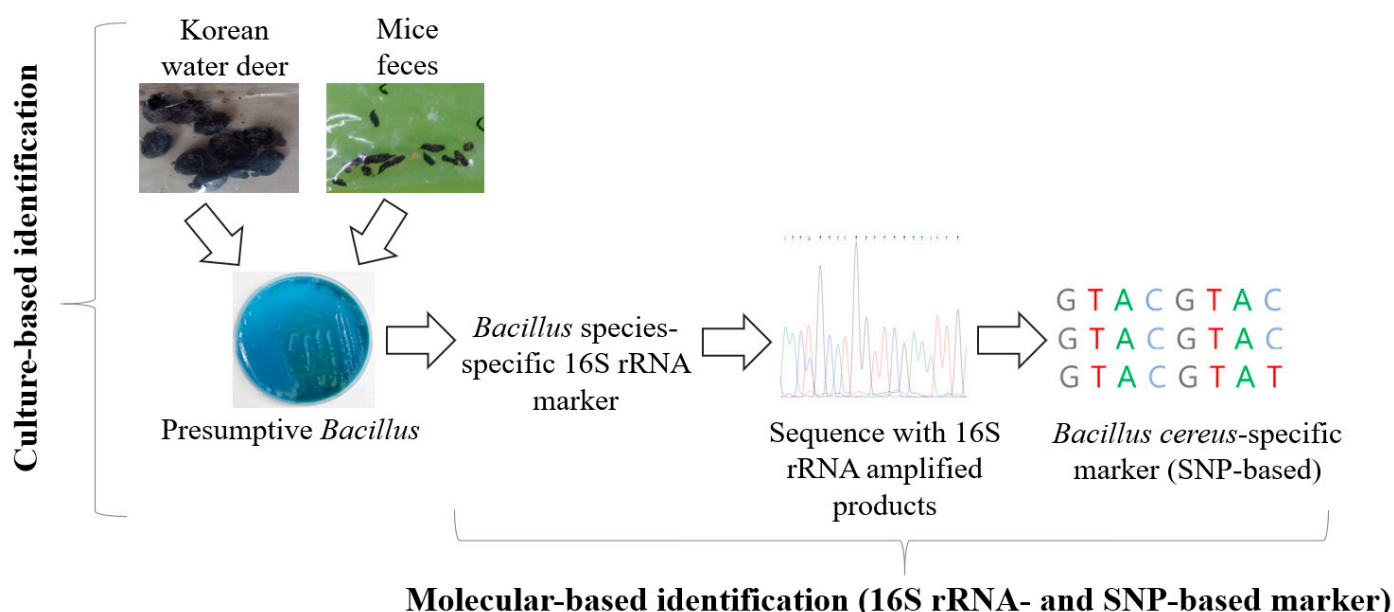 Culture-based identification
Korean
water deer
Mice
feces
Presumptive Bacillus
Bacillus species-
specific 16S rRNA
marker
Sequence with 16S
rRNA amplified
products
G T A C G T A C
G T A C G T A C
G T A C G T A T
Bacillus cereus-specific
marker (SNP-based)
Molecular-based identification (16S rRNA- and SNP-based marker)